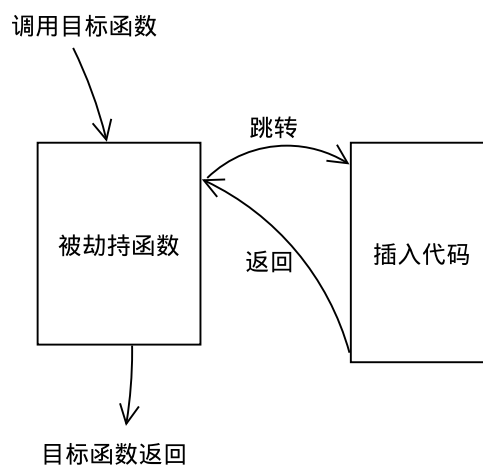 调用目标函数
跳转
被劫持函数
插入代码
返回
目标函数返回